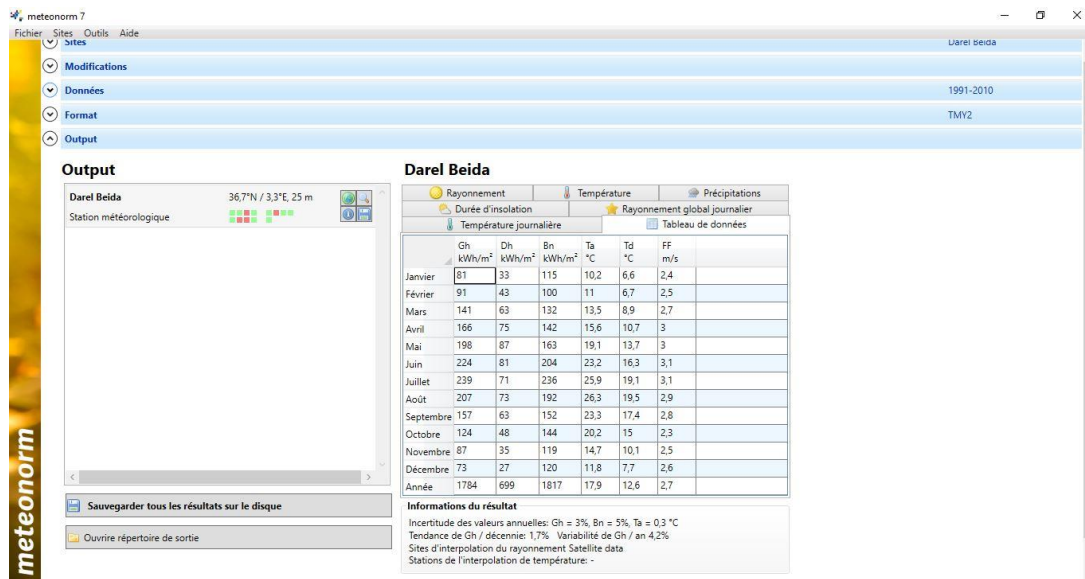 meteonorm 7
Fichier Sites Outils Aide
Sites Darel Beida
Modifications
Données 1991-2010
Format TMY2
Output
Output
Darel Beida 36,7°N / 3,3°E, 25 m
Station météorologique
Sauvegarder tous les résultats sur le disque
Ouvrire répertoire de sortie
Darel Beida
Rayonnement Température Précipitations
Durée d'insolation Rayonnement global journalier
Température journalière Tableau de données
Gh Dh Bn Ta Td FF
kWh/m² kWh/m² kWh/m² °C °C m/s
Janvier 81 33 115 10,2 6,6 2,4
Février 91 43 100 11 6,7 2,5
Mars 141 63 132 13,5 8,9 2,7
Avril 166 75 142 15,6 10,7 3
Mai 198 87 163 19,1 13,7 3
Juin 224 81 204 23,2 16,3 3,1
Juillet 239 71 236 25,9 19,1 3,1
Août 207 73 192 26,3 19,5 2,9
Septembre 157 63 152 23,3 17,4 2,8
Octobre 124 48 144 20,2 15 2,3
Novembre 87 35 119 14,7 10,1 2,5
Décembre 73 27 120 11,8 7,7 2,6
Année 1784 699 1817 17,9 12,6 2,7
Informations du résultat
Incertitude des valeurs annuelles: Gh = 3%, Bn = 5%, Ta = 0,3 °C
Tendance de Gh / décennie: 1,7% Variabilité de Gh / an 4,2%
Sites d'interpolation du rayonnement Satellite data
Stations de l'interpolation de température: -
meteonorm